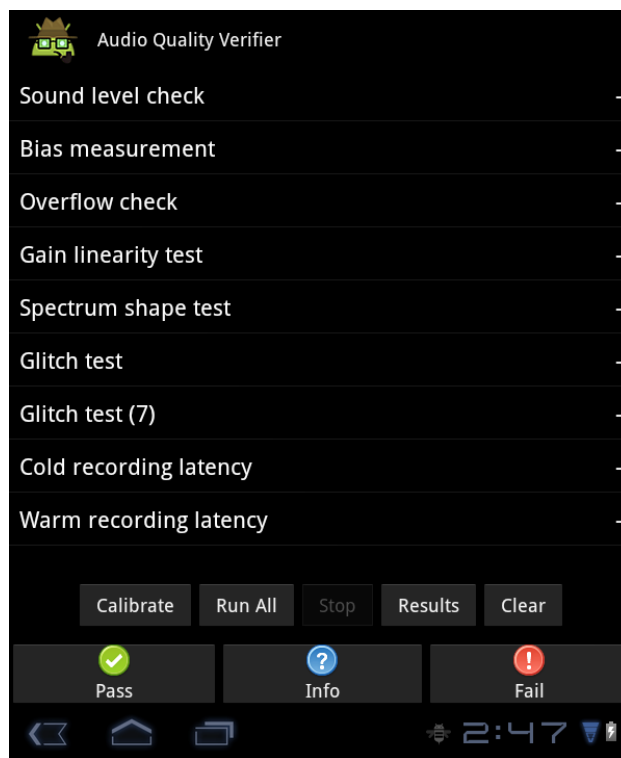 Audio Quality Verifier
Sound level check -
Bias measurement -
Overflow check -
Gain linearity test -
Spectrum shape test -
Glitch test -
Glitch test (7) -
Cold recording latency -
Warm recording latency -
Calibrate Run All Stop Results Clear
Pass Info Fail
2:47